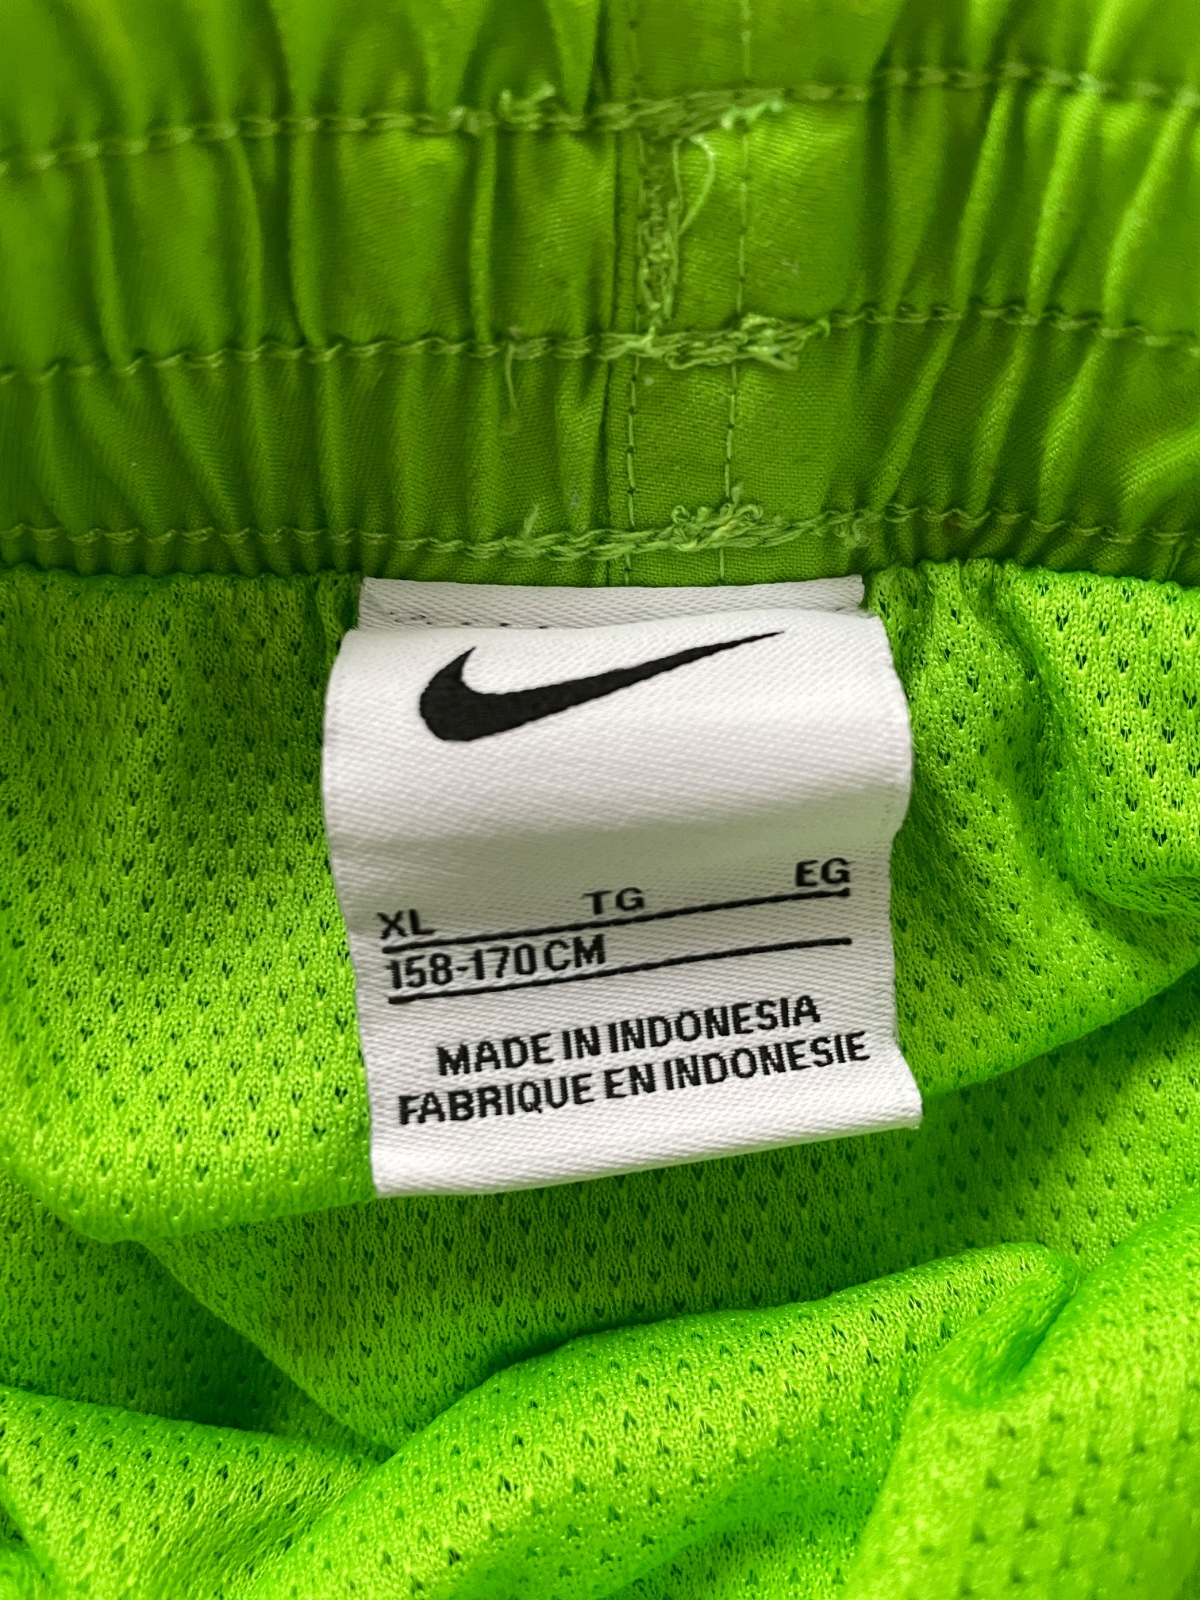 XL TG EG
158-170CM
MADE IN INDONESIA
FABRIQUE EN INDONESIE